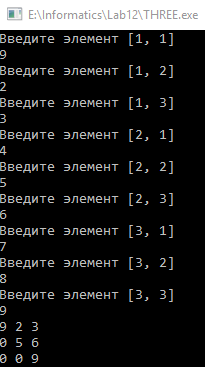 E:\Informatics\Lab12\THREE.exe
Введите элемент [1, 1]
9
Введите элемент [1, 2]
2
Введите элемент [1, 3]
3
Введите элемент [2, 1]
4
Введите элемент [2, 2]
5
Введите элемент [2, 3]
6
Введите элемент [3, 1]
7
Введите элемент [3, 2]
8
Введите элемент [3, 3]
9
9 2 3
0 5 6
0 0 9